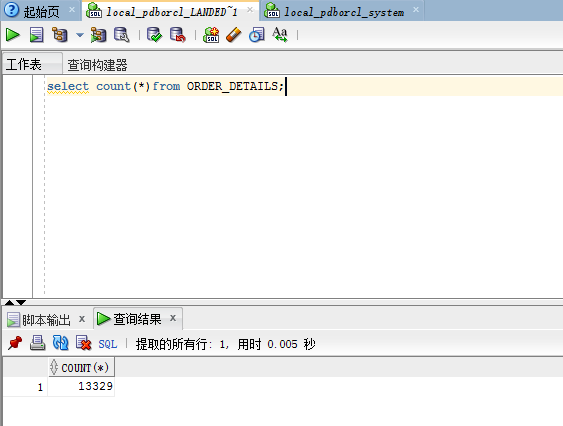 起始页 local_pdborcl_LANDED~1 local_pdborcl_system
工作表 查询构建器
select count(*)from ORDER_DETAILS;
脚本输出 x 查询结果 x
SQL | 提取的所有行: 1, 用时 0.005 秒
COUNT(*)
1 13329